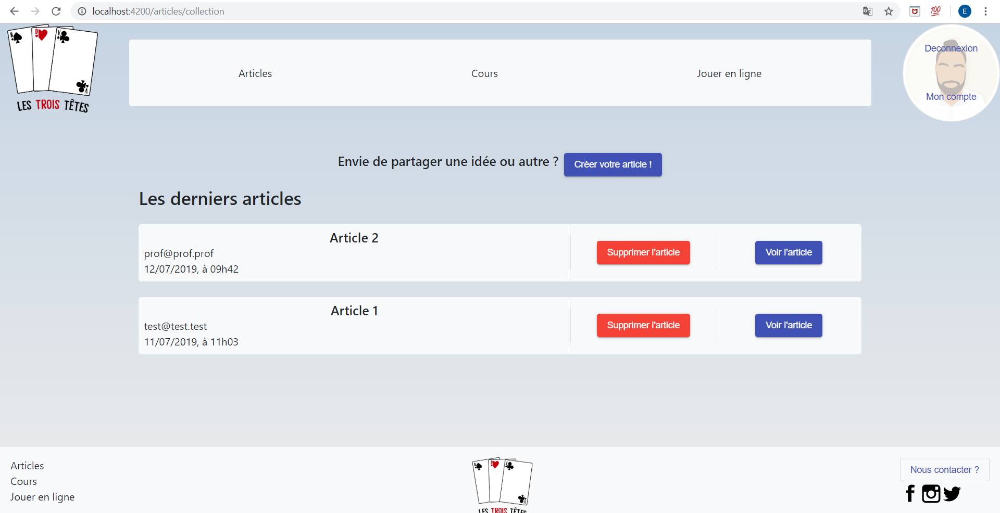 localhost:4200/articles/collection
E
A
D
V
V
LES TROIS TÊTES
Articles
Cours
Jouer en ligne
Deconnexion
Mon compte
Envie de partager une idée ou autre ?
Créer votre article !
Les derniers articles
Article 2
prof@prof.prof
12/07/2019, à 09h42
Supprimer l'article
Voir l'article
Article 1
test@test.test
11/07/2019, à 11h03
Supprimer l'article
Voir l'article
Articles
Cours
Jouer en ligne
LES TROIS TÊTES
Nous contacter ?